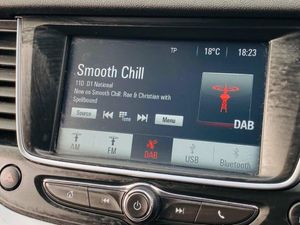 TP 18°C 18:23
Smooth Chill
11D · D1 National
Now on Smooth Chill: Rae & Christian with
Spellbound
Source Menu
DAB
AM FM DAB USB Bluetooth